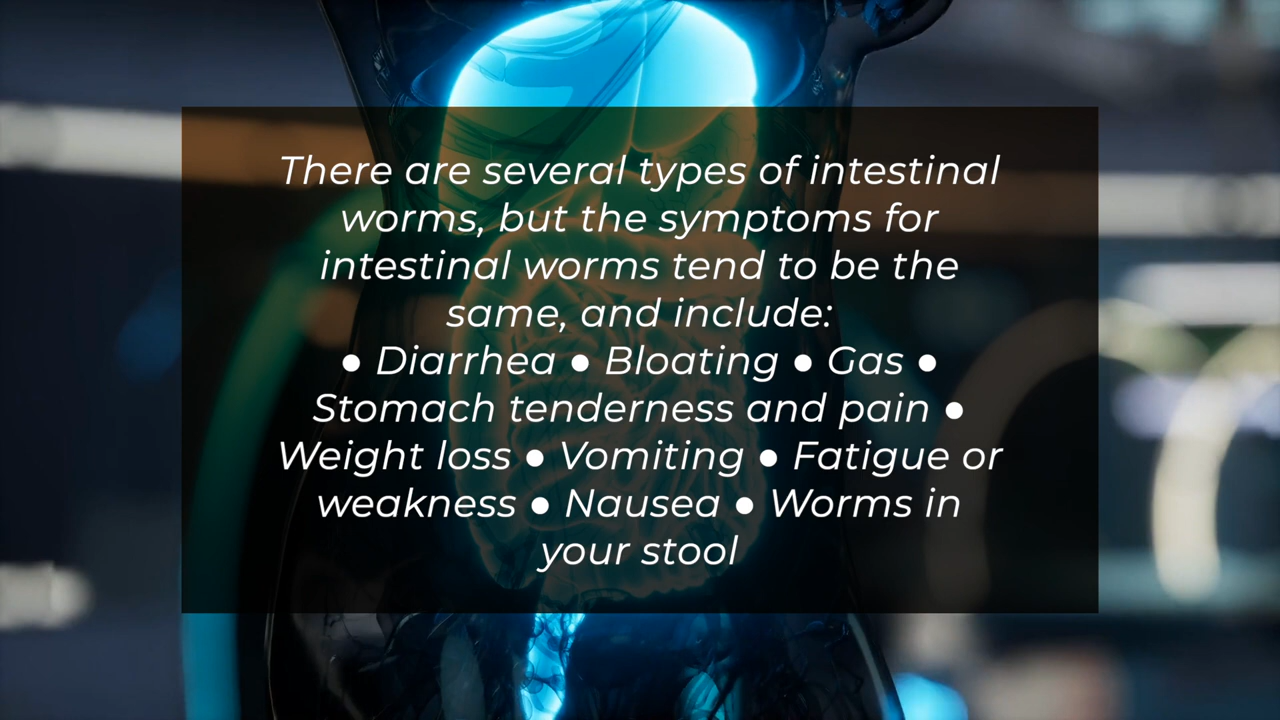 There are several types of intestinal
worms, but the symptoms for
intestinal worms tend to be the
same, and include:
● Diarrhea ● Bloating ● Gas ●
Stomach tenderness and pain ●
Weight loss ● Vomiting ● Fatigue or
weakness ● Nausea ● Worms in
your stool